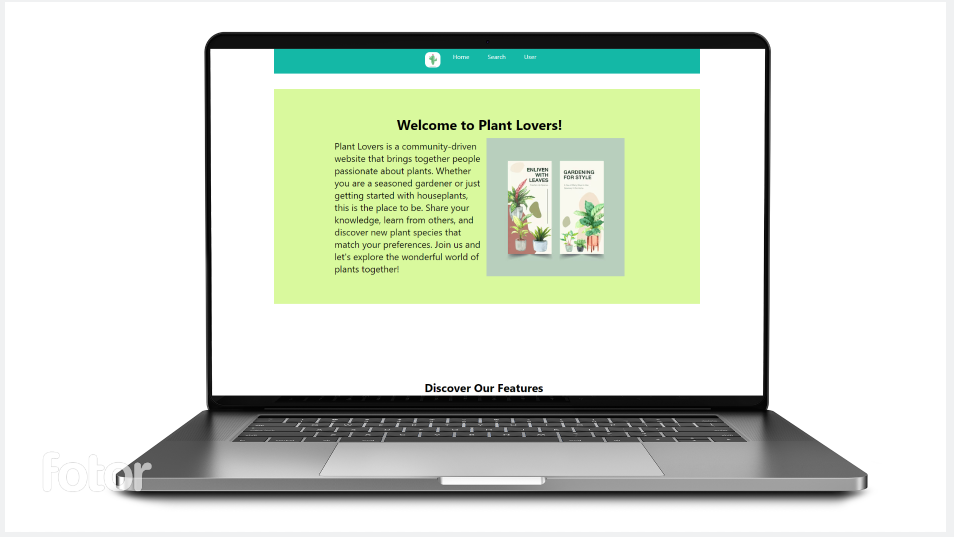 Home Search User
Welcome to Plant Lovers!
Plant Lovers is a community-driven
website that brings together people
passionate about plants. Whether
you are a seasoned gardener or just
getting started with houseplants,
this is the place to be. Share your
knowledge, learn from others, and
discover new plant species that
match your preferences. Join us and
let's explore the wonderful world of
plants together!
ENLIVEN
WITH
LEAVES
GARDENING
FOR STYLE
Discover Our Features
fotor